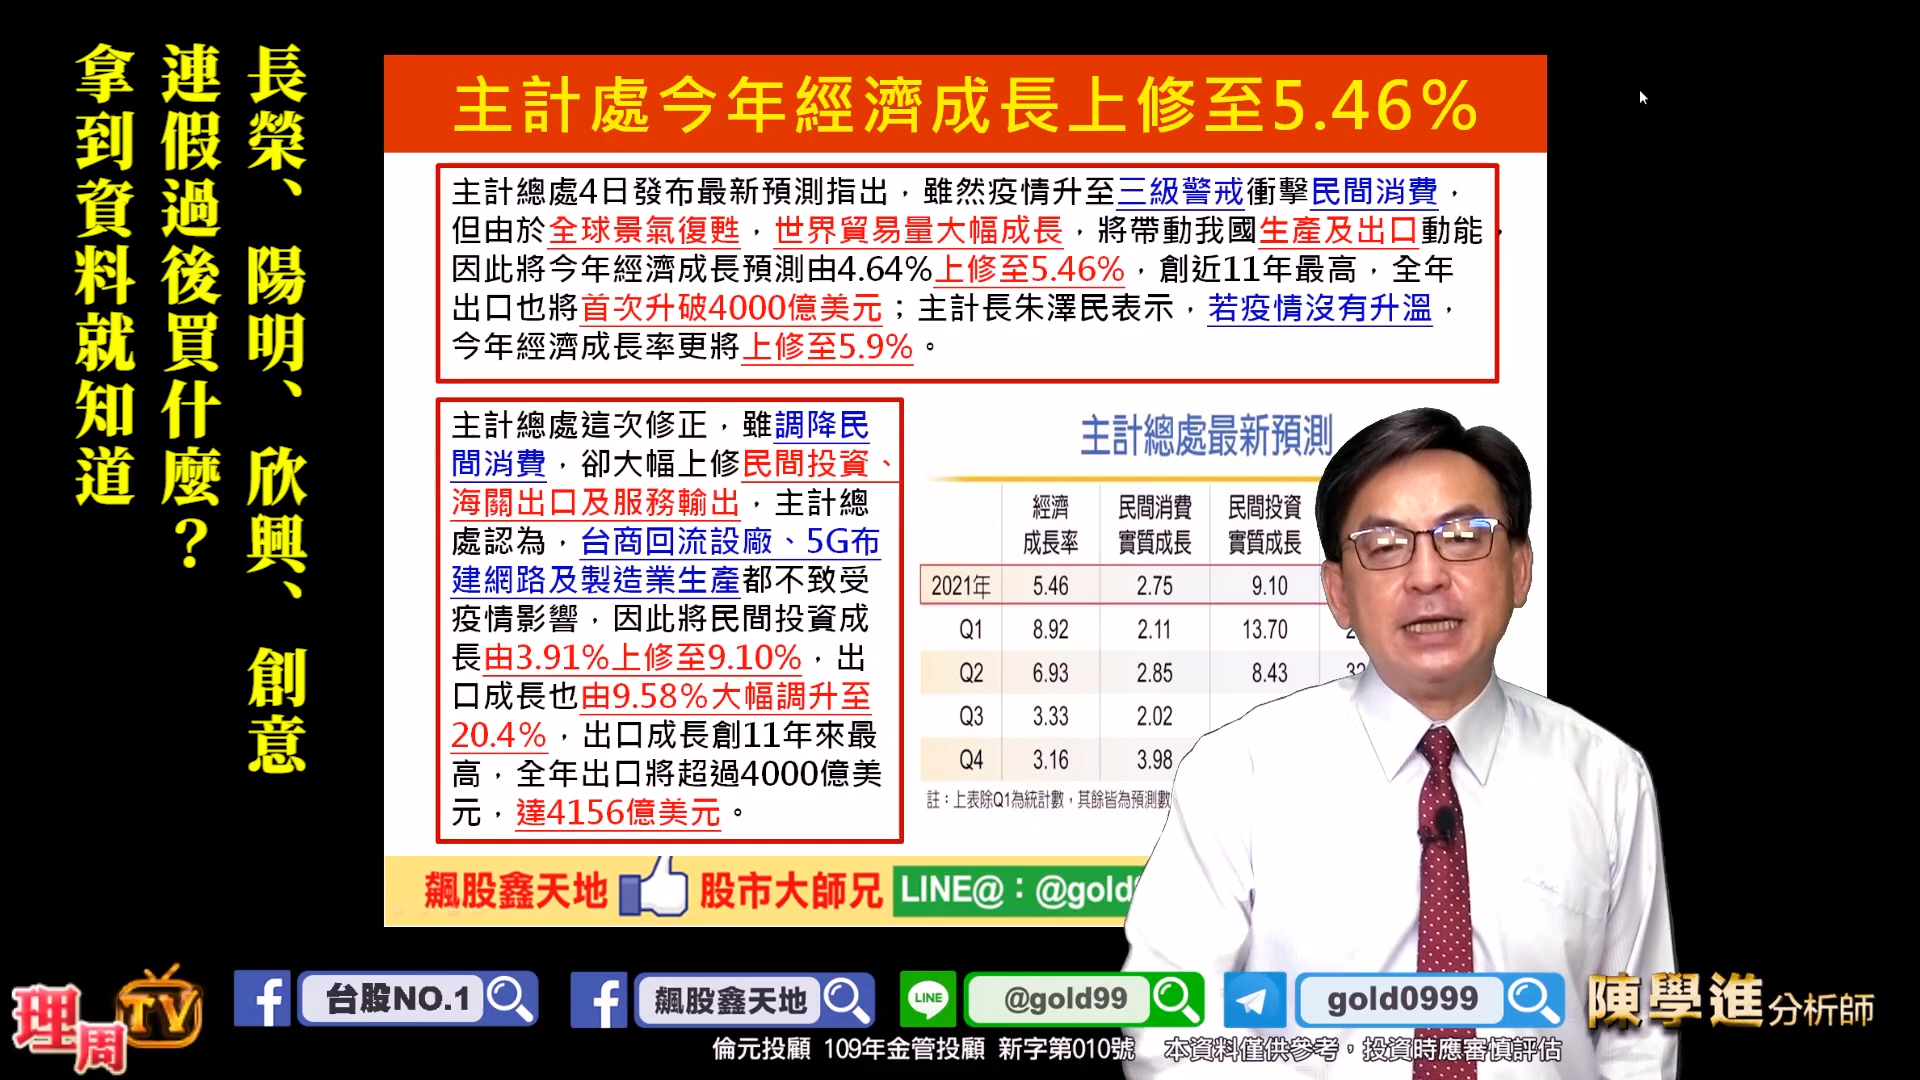 長榮、陽明、欣興、創意
連假過後買什麼？
拿到資料就知道
主計處今年經濟成長上修至5.46%
主計總處4日發布最新預測指出，雖然疫情升至三級警戒衝擊民間消費，
但由於全球景氣復甦，世界貿易量大幅成長，將帶動我國生產及出口動能，
因此將今年經濟成長預測由4.64%上修至5.46%，創近11年最高，全年
出口也將首次升破4000億美元；主計長朱澤民表示，若疫情沒有升溫，
今年經濟成長率更將上修至5.9%。
主計總處這次修正，雖調降民
間消費，卻大幅上修民間投資、
海關出口及服務輸出，主計總
處認為，台商回流設廠、5G布
建網路及製造業生產都不致受
疫情影響，因此將民間投資成
長由3.91%上修至9.10%，出
口成長也由9.58%大幅調升至
20.4%，出口成長創11年來最
高，全年出口將超過4000億美
元，達4156億美元。
主計總處最新預測
經濟 民間消費 民間投資
成長率 實質成長 實質成長
2021年 5.46 2.75 9.10
Q1 8.92 2.11 13.70
Q2 6.93 2.85 8.43 32
Q3 3.33 2.02
Q4 3.16 3.98
註：上表除Q1為統計數，其餘皆為預測數
飆股鑫天地 股市大師兄 LINE@：@gold
理周TV 台股NO.1 飆股鑫天地 LINE @gold99 gold0999 陳學進分析師
倫元投顧 109年金管投顧 新字第010號 本資料僅供參考，投資時應審慎評估